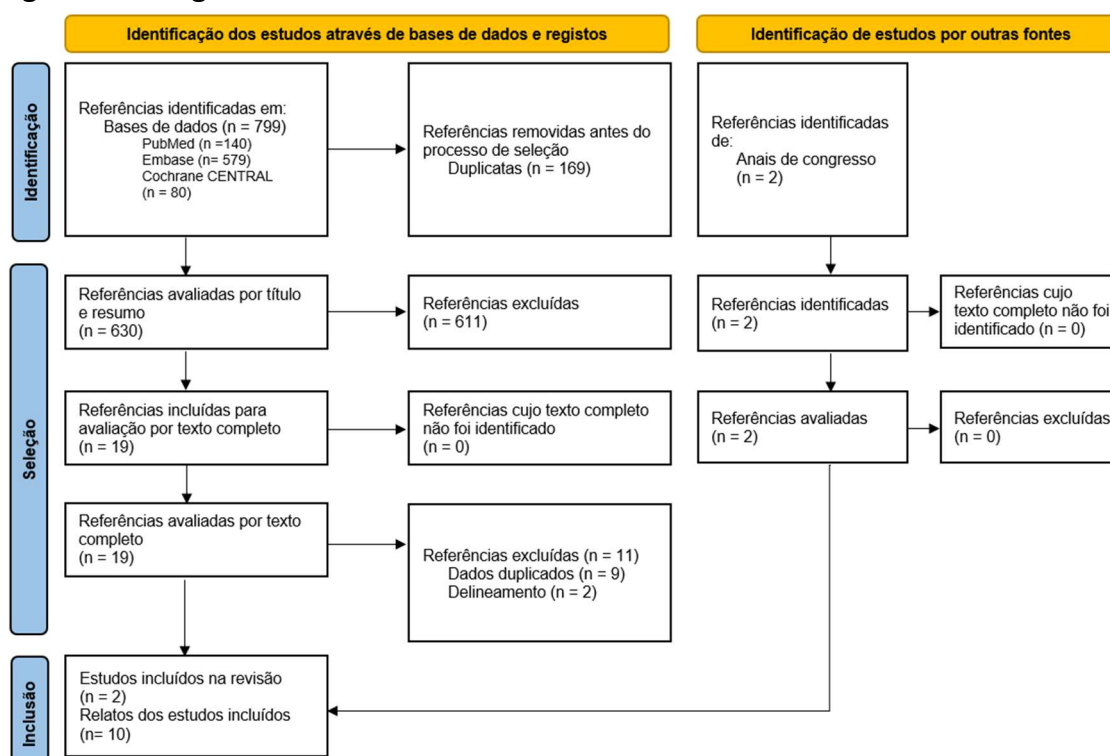 Identificação dos estudos através de bases de dados e registos
Identificação de estudos por outras fontes
Identificação
Referências identificadas em:
Bases de dados (n = 799)
PubMed (n =140)
Embase (n= 579)
Cochrane CENTRAL
(n = 80)
Referências removidas antes do
processo de seleção
Duplicatas (n = 169)
Referências identificadas
de:
Anais de congresso
(n = 2)
Seleção
Referências avaliadas por título
e resumo
(n = 630)
Referências excluídas
(n = 611)
Referências identificadas
(n = 2)
Referências cujo
texto completo não foi
identificado (n = 0)
Referências incluídas para
avaliação por texto completo
(n = 19)
Referências cujo texto completo
não foi identificado
(n = 0)
Referências avaliadas
(n = 2)
Referências excluídas
(n = 0)
Referências avaliadas por texto
completo
(n = 19)
Referências excluídas (n = 11)
Dados duplicados (n = 9)
Delineamento (n = 2)
Inclusão
Estudos incluídos na revisão
(n = 2)
Relatos dos estudos incluídos
(n= 10)